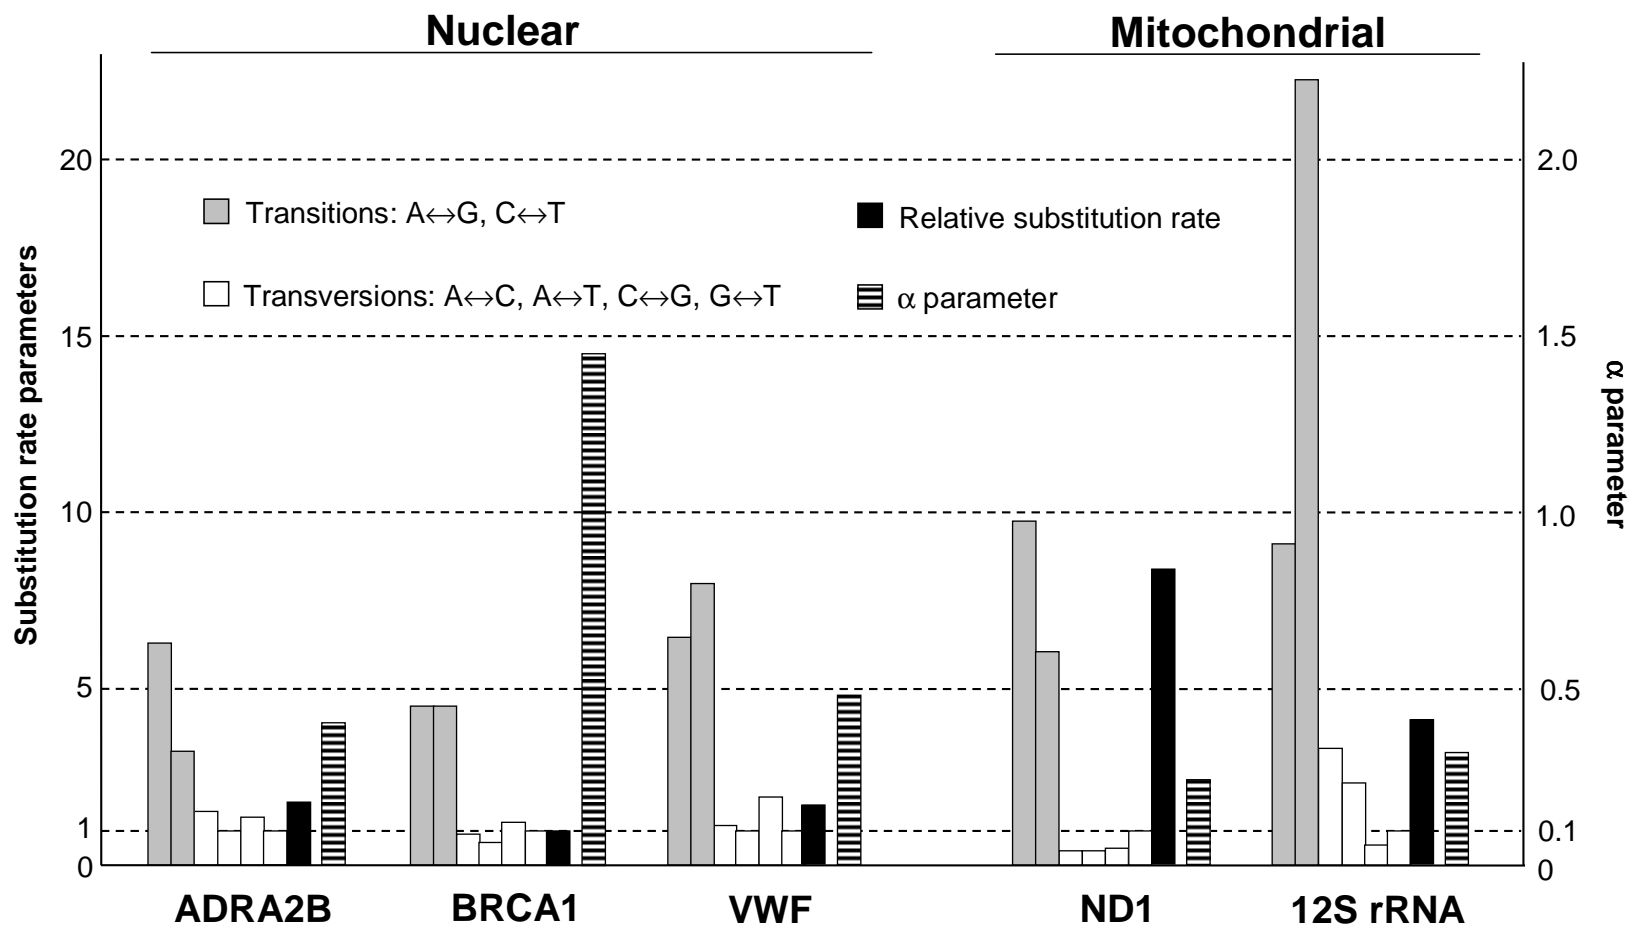 Nuclear
Mitochondrial
Substitution rate parameters
20
15
10
5
1
0
Transitions: A↔G, C↔T
Transversions: A↔C, A↔T, C↔G, G↔T
Relative substitution rate
α parameter
2.0
1.5
1.0
0.5
0.1
0
α parameter
ADRA2B
BRCA1
VWF
ND1
12S rRNA